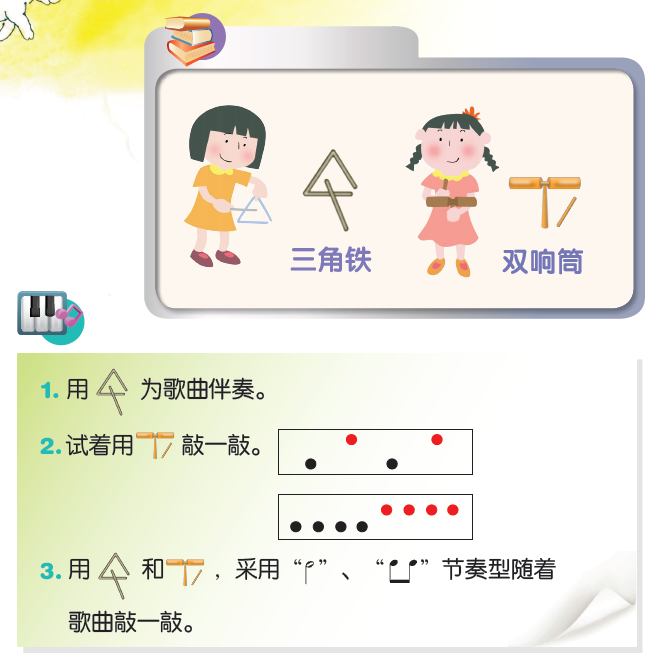 三角铁
双响筒
1. 用 为歌曲伴奏。
2. 试着用 敲一敲。
3. 用 和 ，采用“ ”、“ ”节奏型随着
歌曲敲一敲。